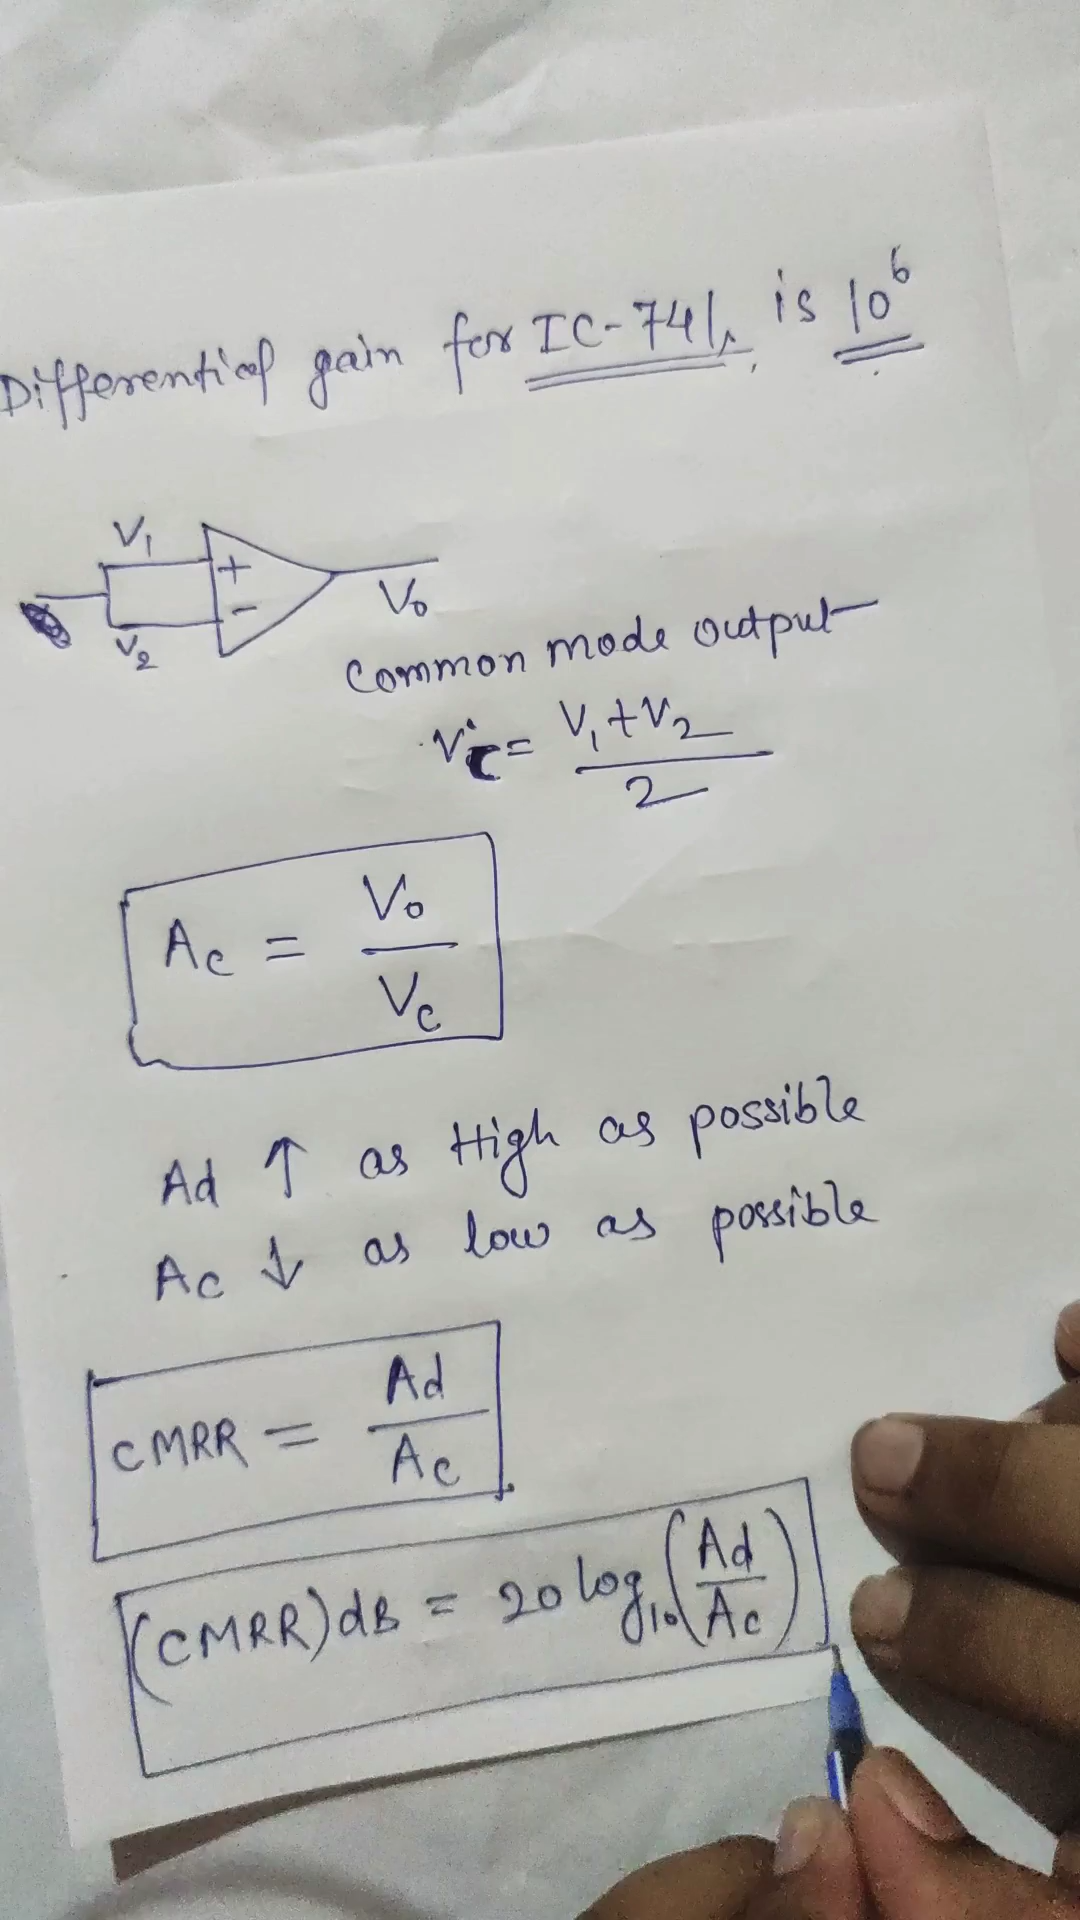 Differential gain for IC-741, is 10⁶
V₁
+
−
V₀
V₂
Common mode output
Vc = V₁+V₂ / 2
Ac = V₀ / Vc
Ad ↑ as High as possible
Ac ↓ as low as possible
CMRR = Ad / Ac
(CMRR)dB = 20 log₁₀(Ad / Ac)